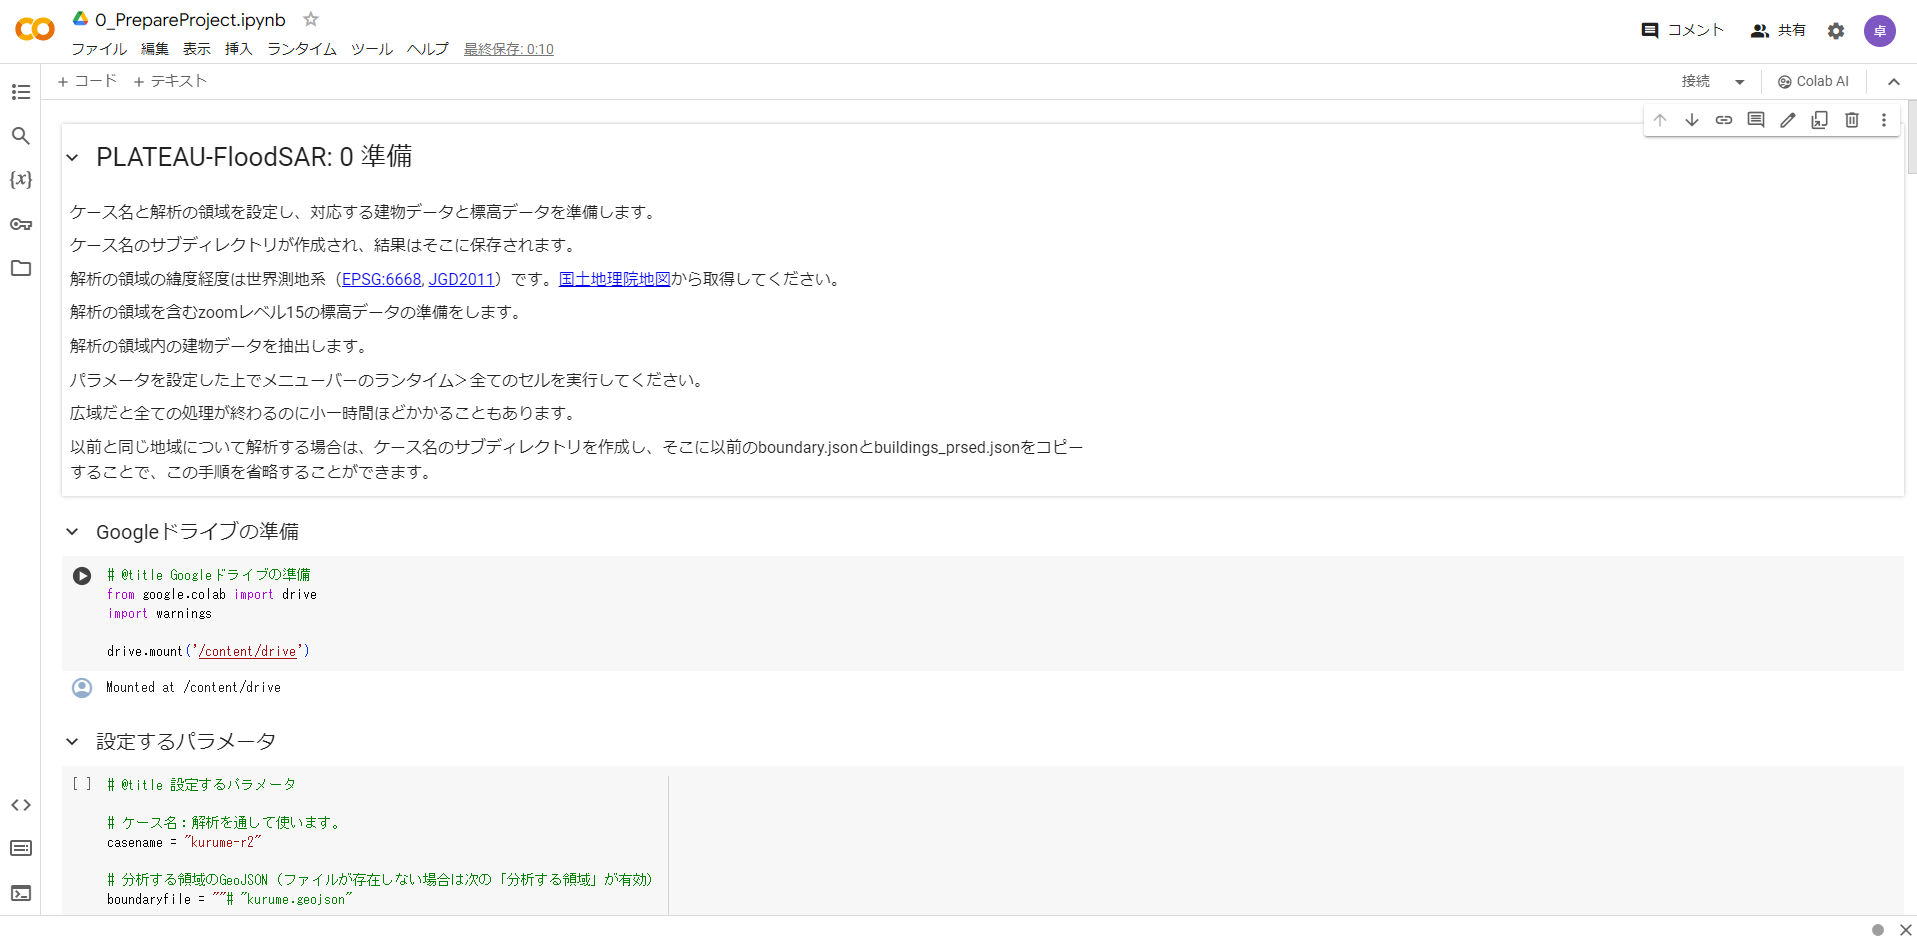 0_PrepareProject.ipynb
コメント 共有 卓
ファイル 編集 表示 挿入 ランタイム ツール ヘルプ 最終保存: 0:10
+ コード + テキスト 接続 Colab AI
PLATEAU-FloodSAR: 0 準備
ケース名と解析の領域を設定し、対応する建物データと標高データを準備します。
ケース名のサブディレクトリが作成され、結果はそこに保存されます。
解析の領域の緯度経度は世界測地系（EPSG:6668, JGD2011）です。国土地理院地図から取得してください。
解析の領域を含むzoomレベル15の標高データの準備をします。
解析の領域内の建物データを抽出します。
パラメータを設定した上でメニューバーのランタイム＞全てのセルを実行してください。
広域だと全ての処理が終わるのに小一時間ほどかかることもあります。
以前と同じ地域について解析する場合は、ケース名のサブディレクトリを作成し、そこに以前のboundary.jsonとbuildings_prsed.jsonをコピー
することで、この手順を省略することができます。
Googleドライブの準備
# @title Googleドライブの準備
from google.colab import drive
import warnings
drive.mount('/content/drive')
Mounted at /content/drive
設定するパラメータ
[ ] # @title 設定するパラメータ
# ケース名：解析を通して使います。
casename = "kurume-r2"
# 分析する領域のGeoJSON（ファイルが存在しない場合は次の「分析する領域」が有効）
boundaryfile = ""# "kurume.geojson"